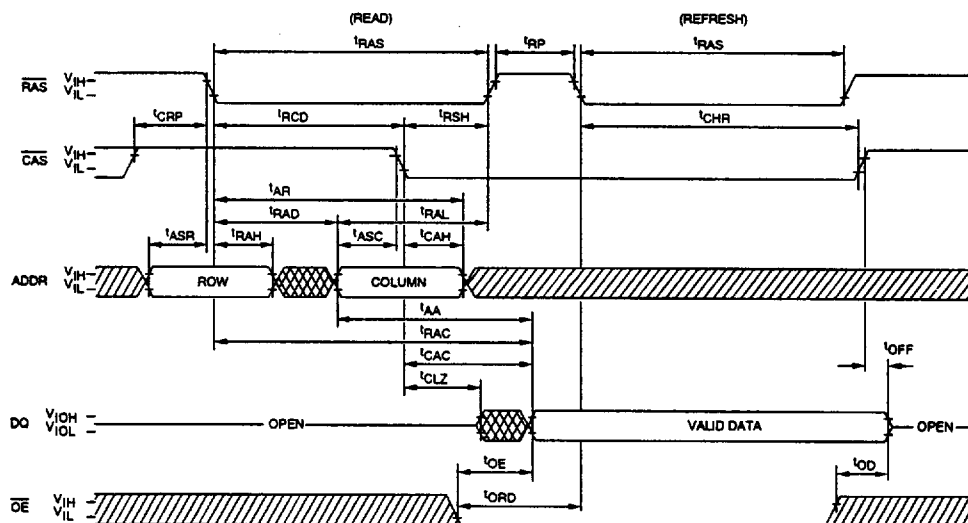 (READ) (REFRESH)
tRAS tRP tRAS
RAS VIH VIL
tCRP tRCD tRSH tCHR
CAS VIH VIL
tAR
tRAD tRAL
tASR tRAH tASC tCAH
ADDR VIH VIL ROW COLUMN
tAA
tRAC
tCAC tOFF
tCLZ
DQ VIOH VIOL OPEN VALID DATA OPEN
tOE tOD
tORD
OE VIH VIL